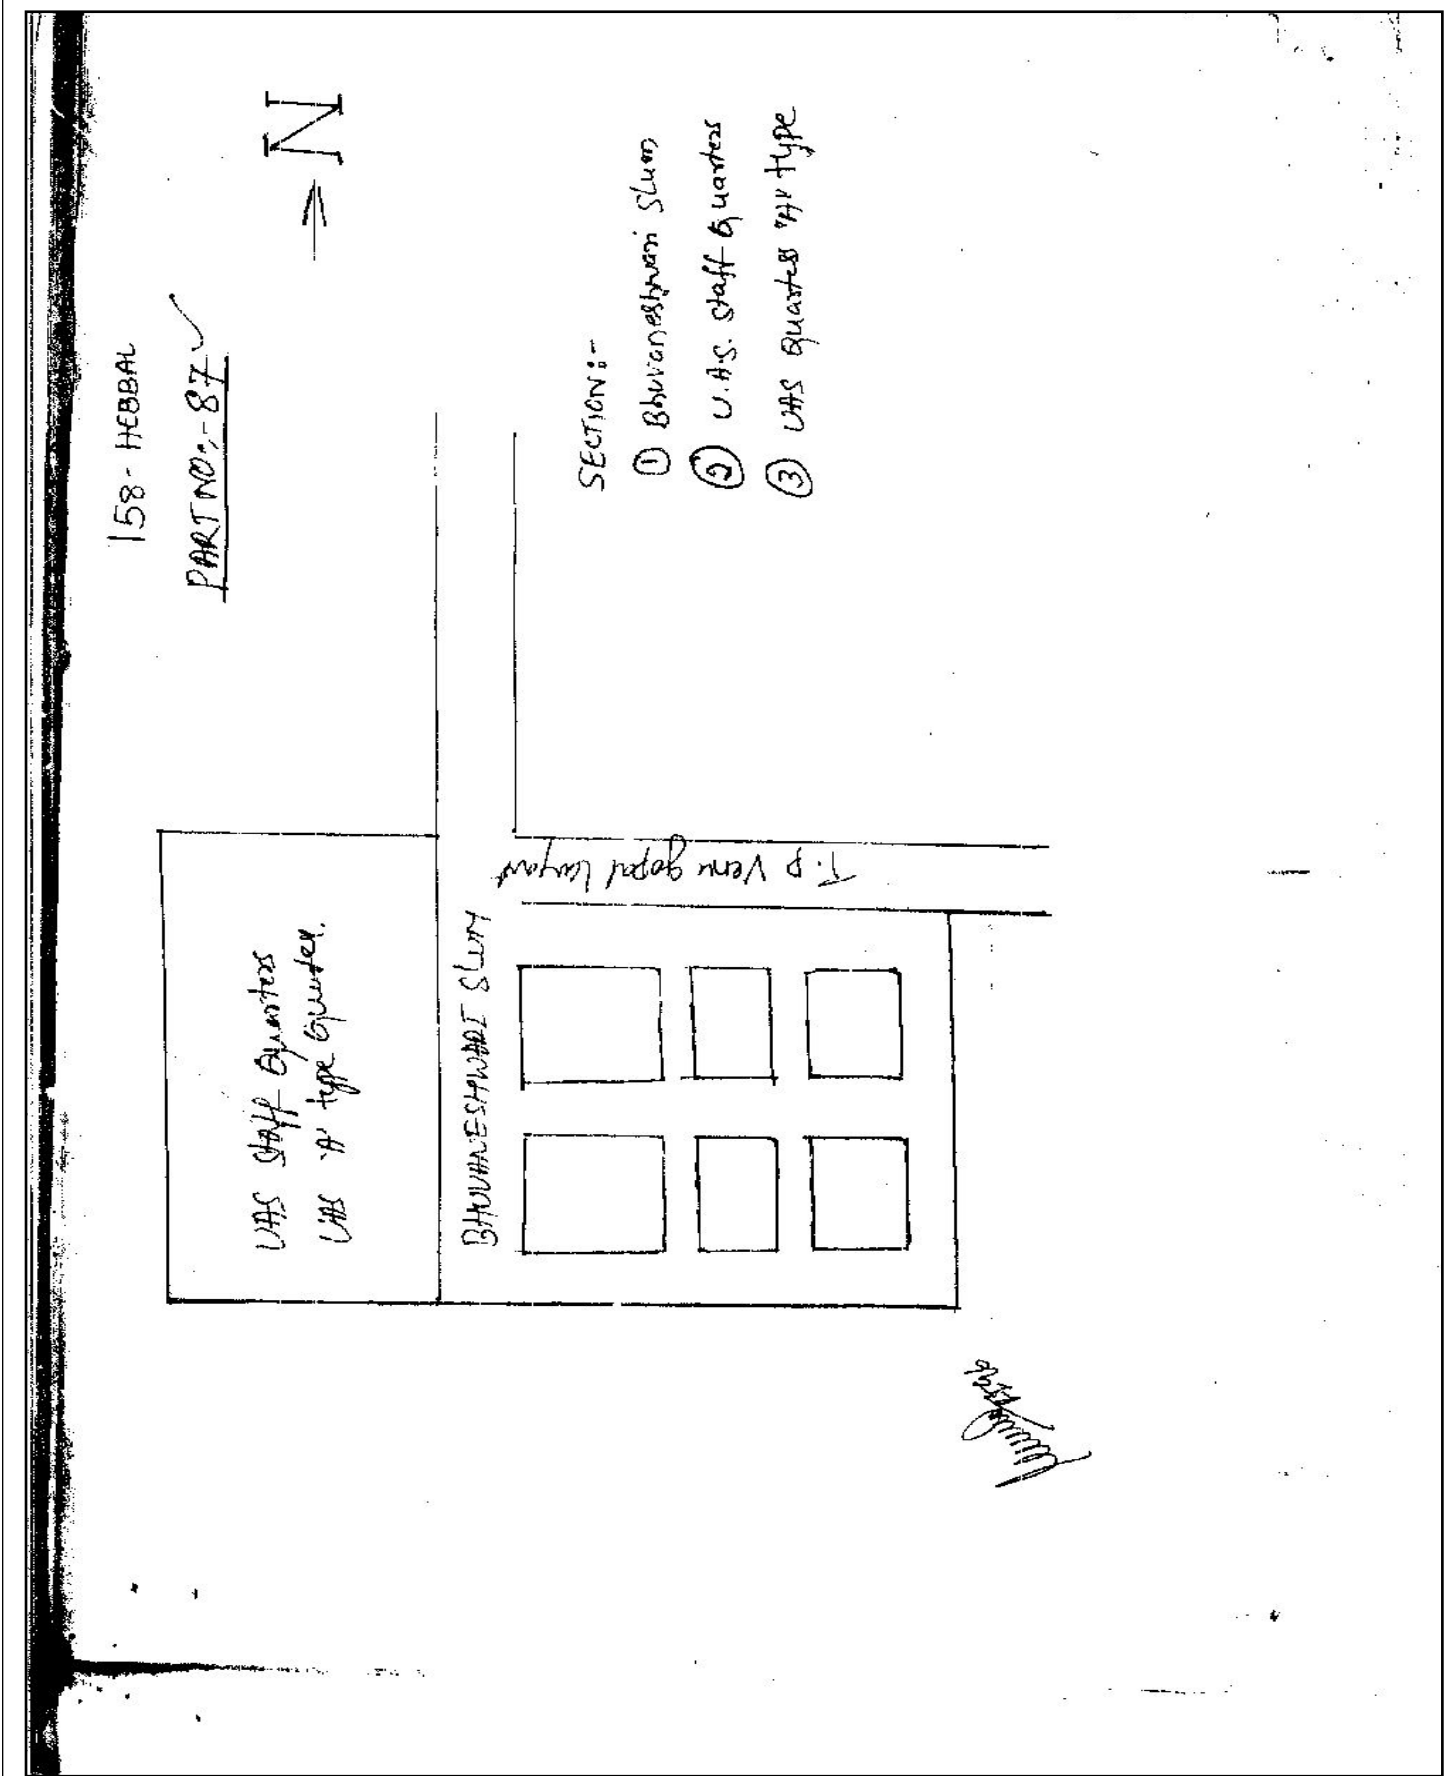 158 - HEBBAL
PART NO:- 87
N
SECTION:-
① Bhuvaneshwari Slum
② U.A.S. Staff Quarters
③ UAS Quarters "A" type
UAS Staff Quarters
UAS 'A' type Quarter.
BHUVANESHWARI SLUM
T.P Venu gopal Layout